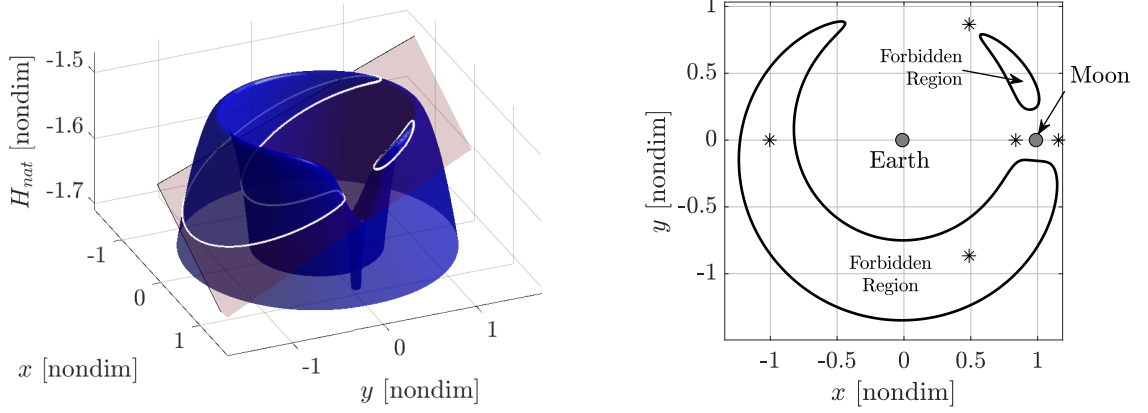 -1.5
-1.6
-1.7
H_nat [nondim]
-1
0
1
x [nondim]
-1
0
1
y [nondim]
1
0.5
0
-0.5
-1
y [nondim]
Forbidden
Region
Moon
Earth
Forbidden
Region
-1
-0.5
0
0.5
1
x [nondim]